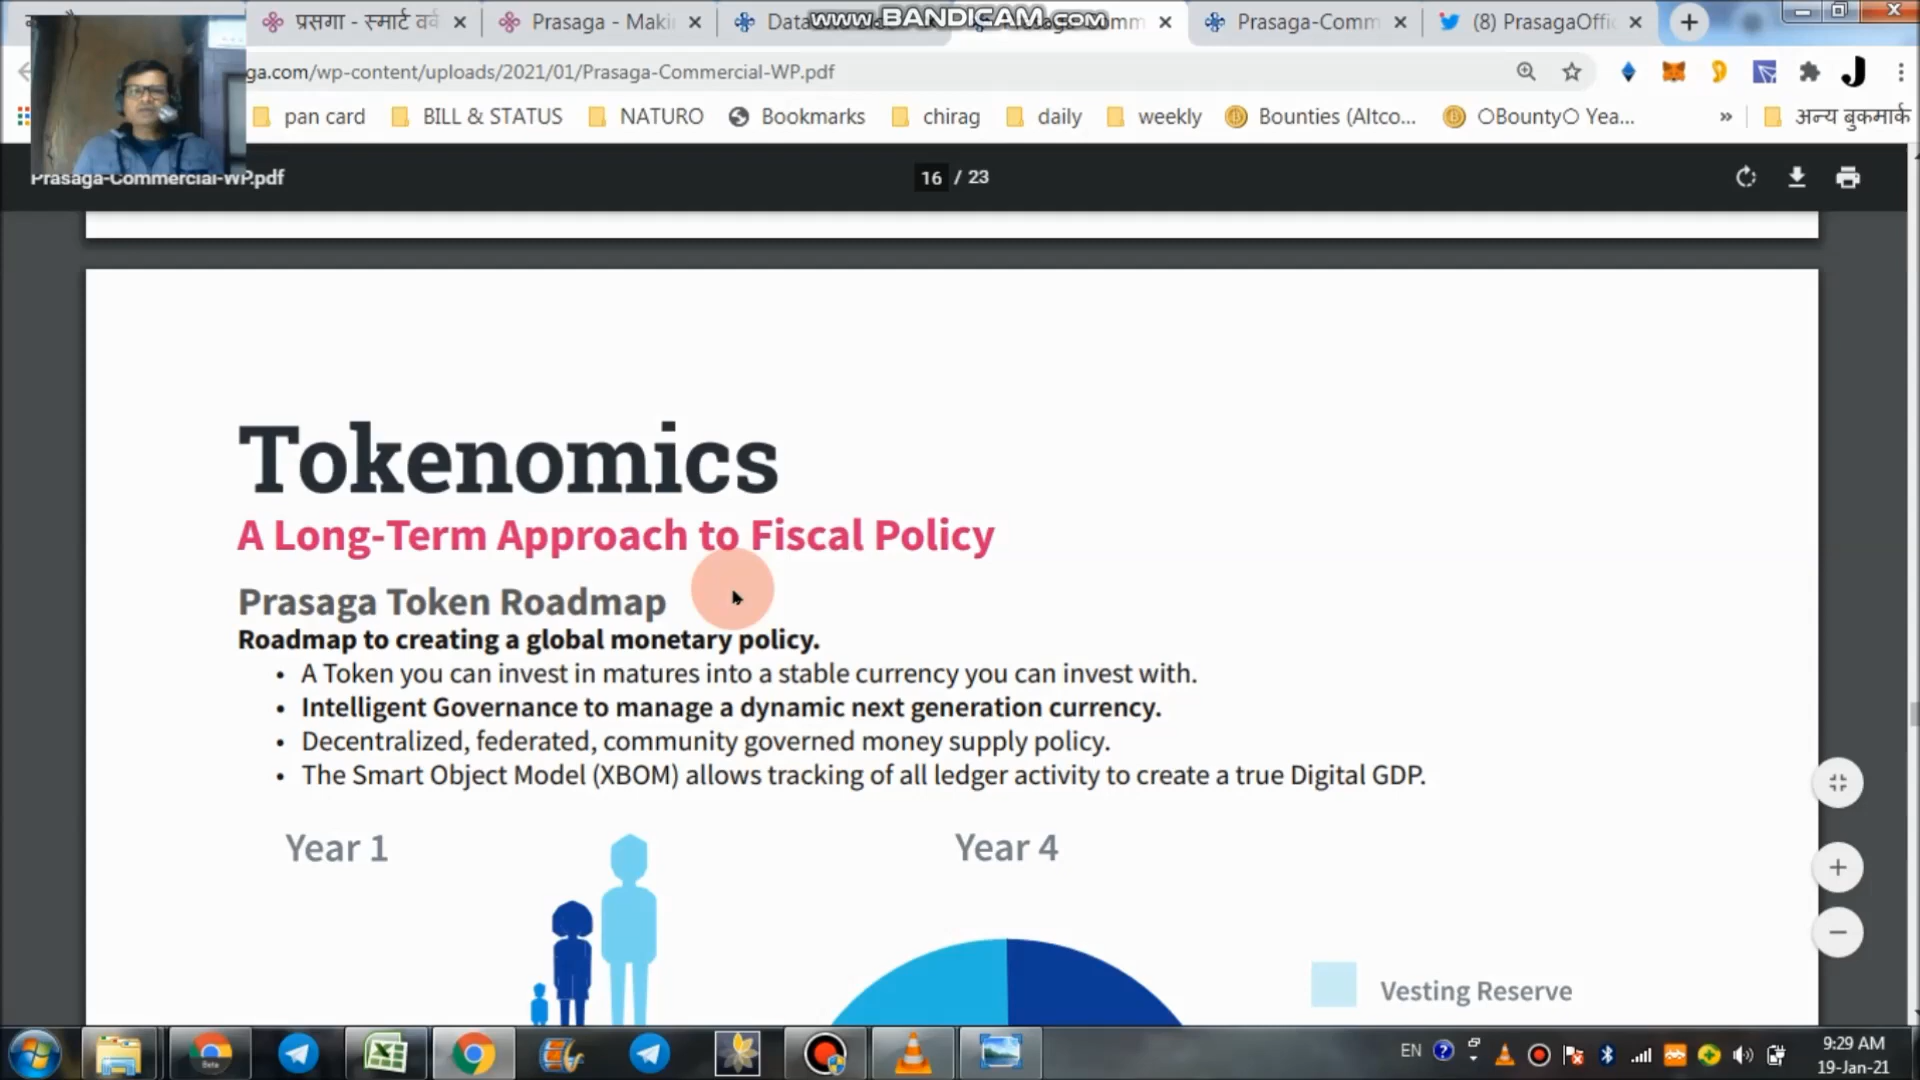 प्रसगा - स्मार्ट वर्क
Prasaga - Maki
www.BANDICAM.com
Prasaga-Comm
(8) PrasagaOffi
ga.com/wp-content/uploads/2021/01/Prasaga-Commercial-WP.pdf
pan card
BILL & STATUS
NATURO
Bookmarks
chirag
daily
weekly
Bounties (Altco...
OBountyO Yea...
»
अन्य बुकमार्क
Prasaga-Commercial-WP.pdf
16 / 23
Tokenomics
A Long-Term Approach to Fiscal Policy
Prasaga Token Roadmap
Roadmap to creating a global monetary policy.
• A Token you can invest in matures into a stable currency you can invest with.
• Intelligent Governance to manage a dynamic next generation currency.
• Decentralized, federated, community governed money supply policy.
• The Smart Object Model (XBOM) allows tracking of all ledger activity to create a true Digital GDP.
Year 1
Year 4
Vesting Reserve
Beta
EN
9:29 AM
19-Jan-21